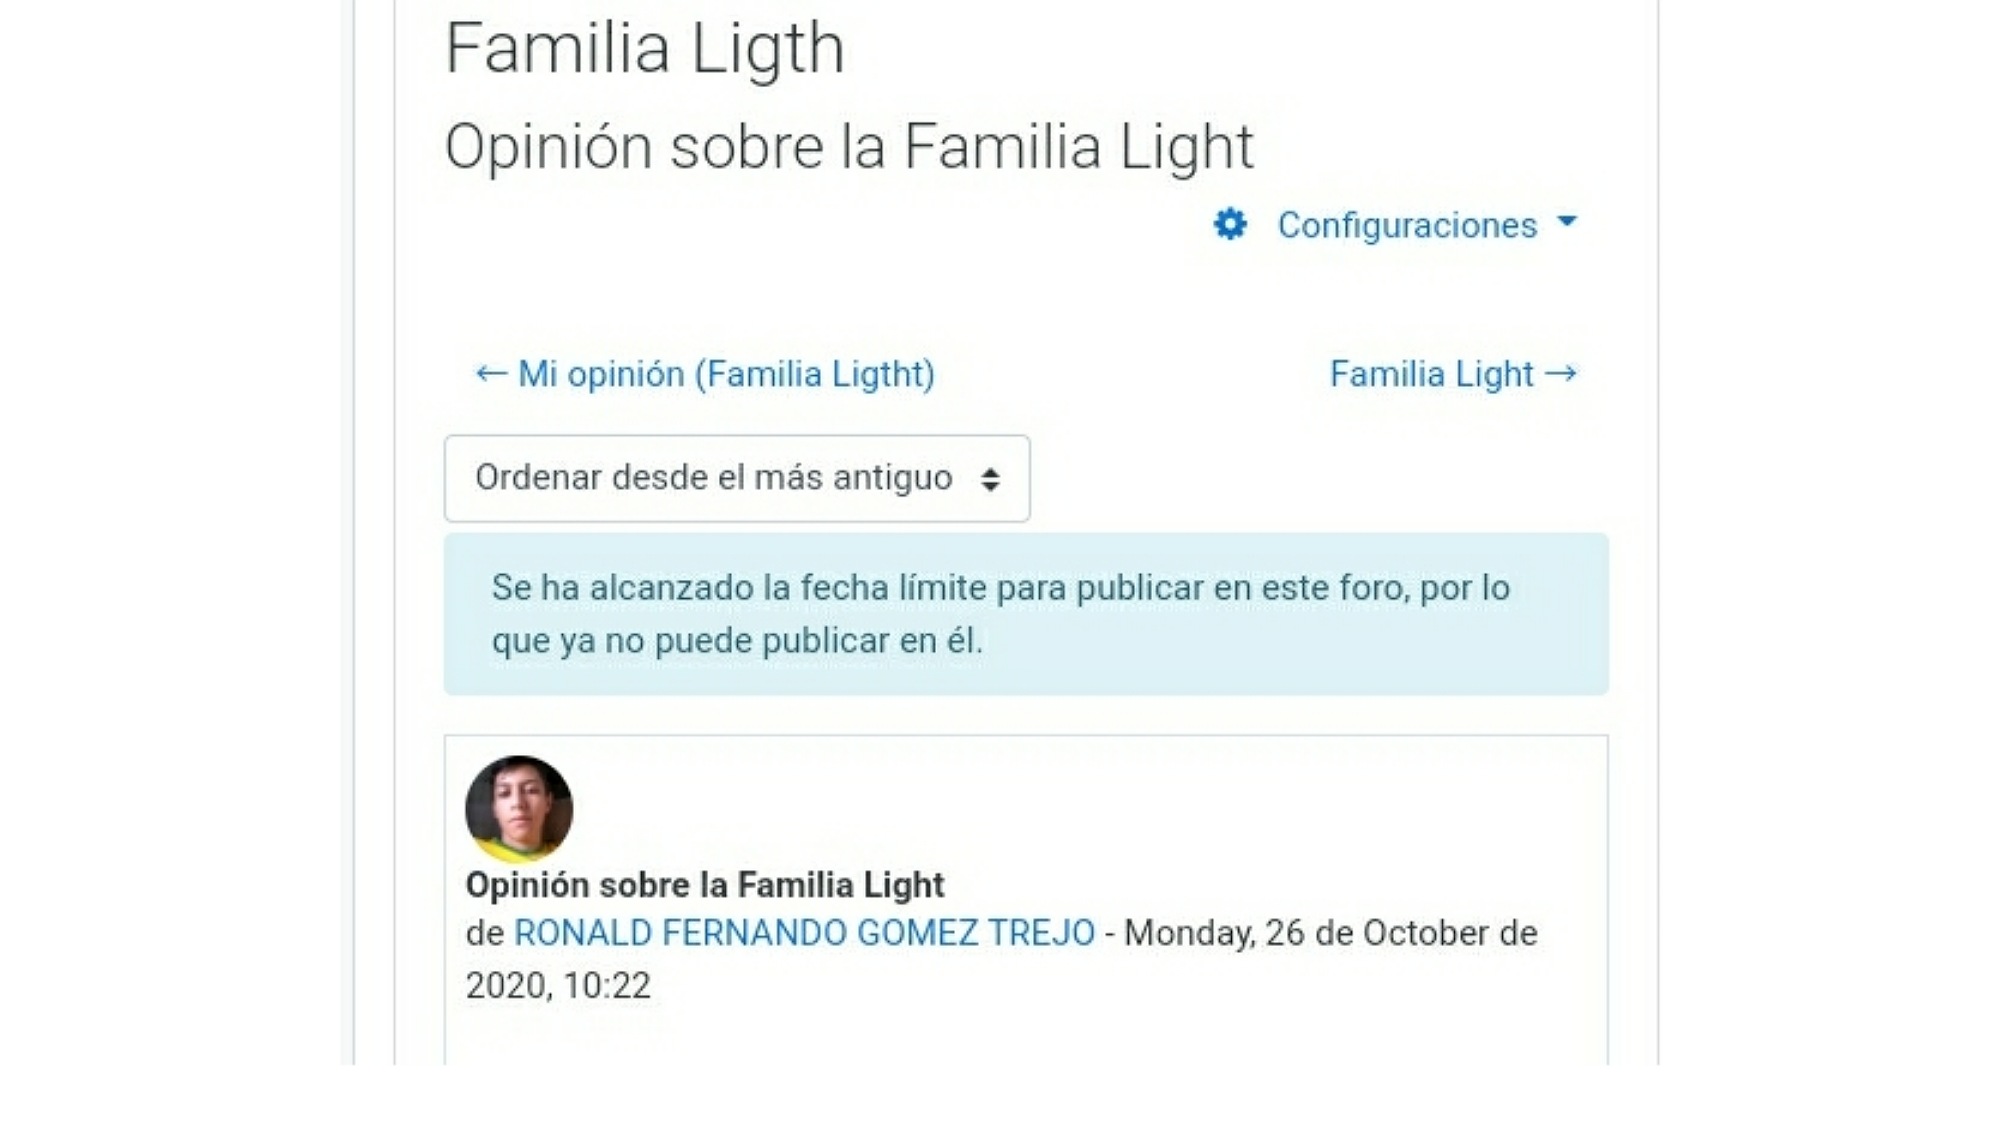 Familia Ligth
Opinión sobre la Familia Light
Configuraciones
← Mi opinión (Familia Ligtht)
Familia Light →
Ordenar desde el más antiguo
Se ha alcanzado la fecha límite para publicar en este foro, por lo
que ya no puede publicar en él.
Opinión sobre la Familia Light
de RONALD FERNANDO GOMEZ TREJO - Monday, 26 de October de
2020, 10:22